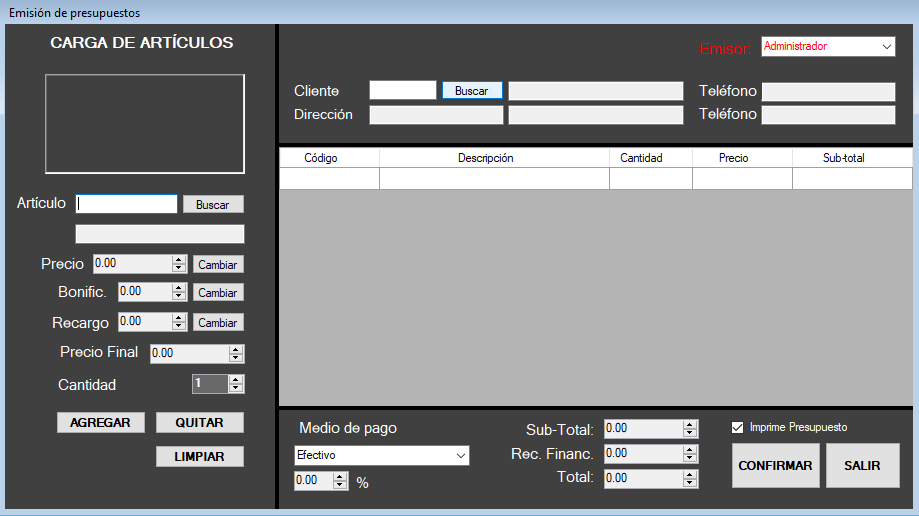 Emisión de presupuestos
CARGA DE ARTÍCULOS
Artículo Buscar
Precio 0.00 Cambiar
Bonific. 0.00 Cambiar
Recargo 0.00 Cambiar
Precio Final 0.00
Cantidad 1
AGREGAR QUITAR
LIMPIAR
Emisor: Administrador
Cliente Buscar Teléfono
Dirección Teléfono
Código Descripción Cantidad Precio Sub-total
Medio de pago
Efectivo
0.00 %
Sub-Total: 0.00
Rec. Financ. 0.00
Total: 0.00
Imprime Presupuesto
CONFIRMAR SALIR